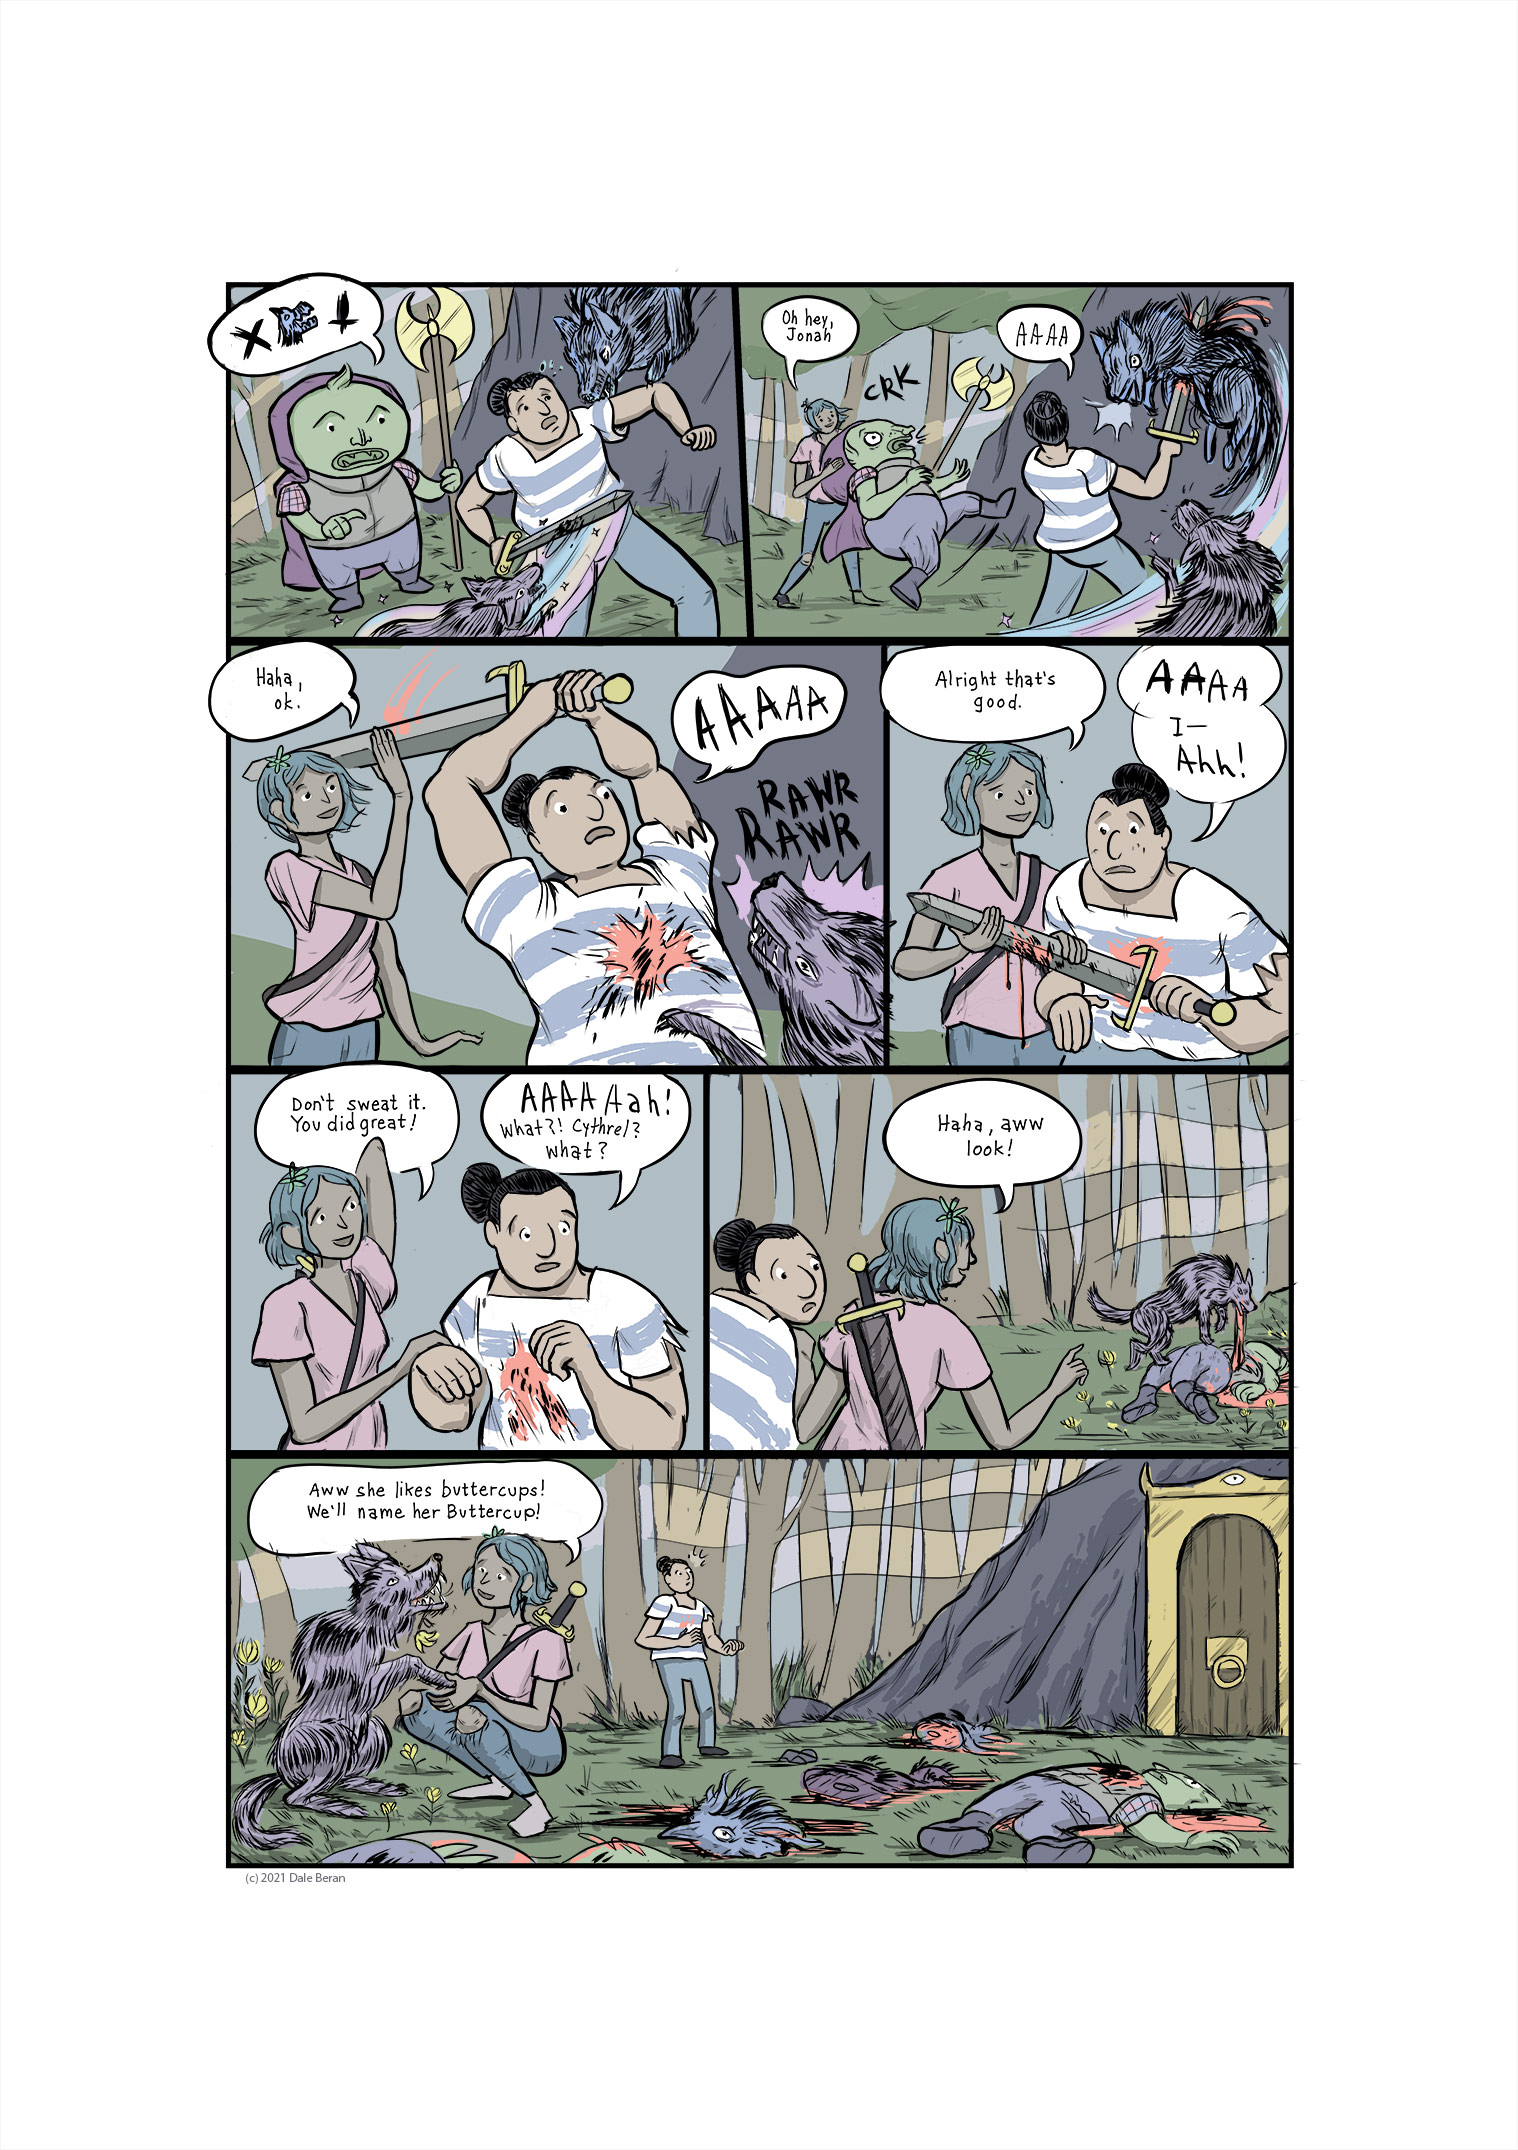 Oh hey,
Jonah
CRK
AAAA
Haha,
ok.
AAAAA
RAWR
RAWR
Alright that's
good.
AAAA
I—
Ahh!
Don't sweat it.
You did great!
AAAAAah!
What?! Cythrel?
what?
Haha, aww
look!
Aww she likes buttercups!
We'll name her Buttercup!
(c) 2021 Dale Beran